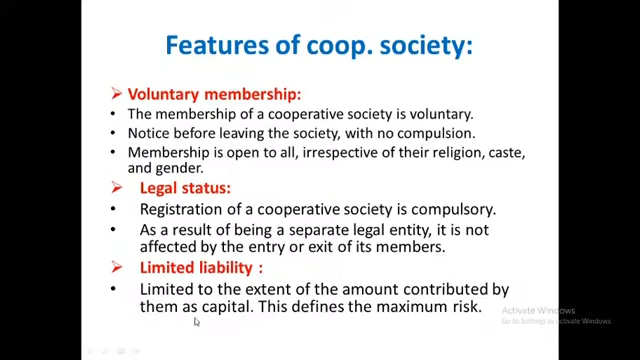 Features of coop. society:
➢ Voluntary membership:
• The membership of a cooperative society is voluntary.
• Notice before leaving the society, with no compulsion.
• Membership is open to all, irrespective of their religion, caste,
and gender.
➢ Legal status:
• Registration of a cooperative society is compulsory.
• As a result of being a separate legal entity, it is not
affected by the entry or exit of its members.
➢ Limited liability :
• Limited to the extent of the amount contributed by
them as capital. This defines the maximum risk.
Activate Windows
Go to Settings to activate Windows.